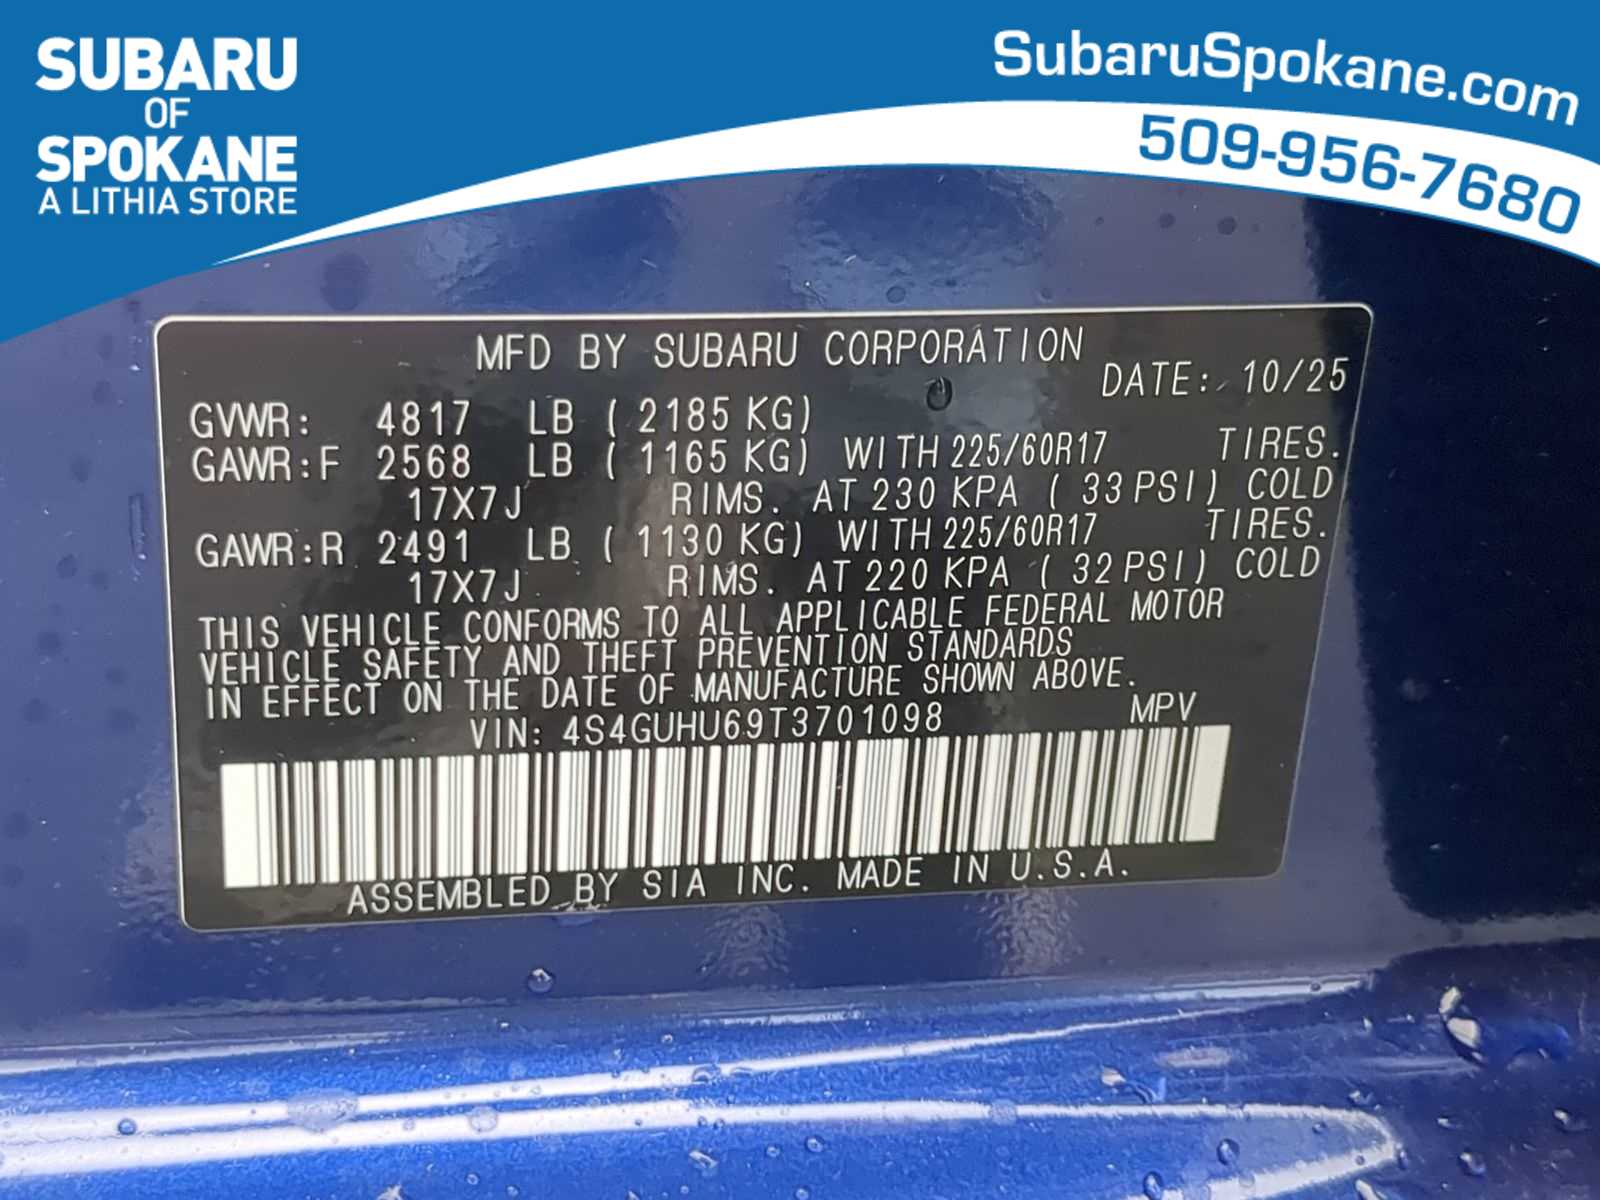 SUBARU
OF
SPOKANE
A LITHIA STORE
SubaruSpokane.com
509-956-7680
MFD BY SUBARU CORPORATION
DATE: 10/25
GVWR: 4817 LB ( 2185 KG)
GAWR:F 2568 LB ( 1165 KG) WITH 225/60R17 TIRES.
17X7J RIMS. AT 230 KPA ( 33 PSI) COLD
GAWR:R 2491 LB ( 1130 KG) WITH 225/60R17 TIRES.
17X7J RIMS. AT 220 KPA ( 32 PSI) COLD
THIS VEHICLE CONFORMS TO ALL APPLICABLE FEDERAL MOTOR
VEHICLE SAFETY AND THEFT PREVENTION STANDARDS
IN EFFECT ON THE DATE OF MANUFACTURE SHOWN ABOVE.
VIN: 4S4GUHU69T3701098 MPV
ASSEMBLED BY SIA INC. MADE IN U.S.A.